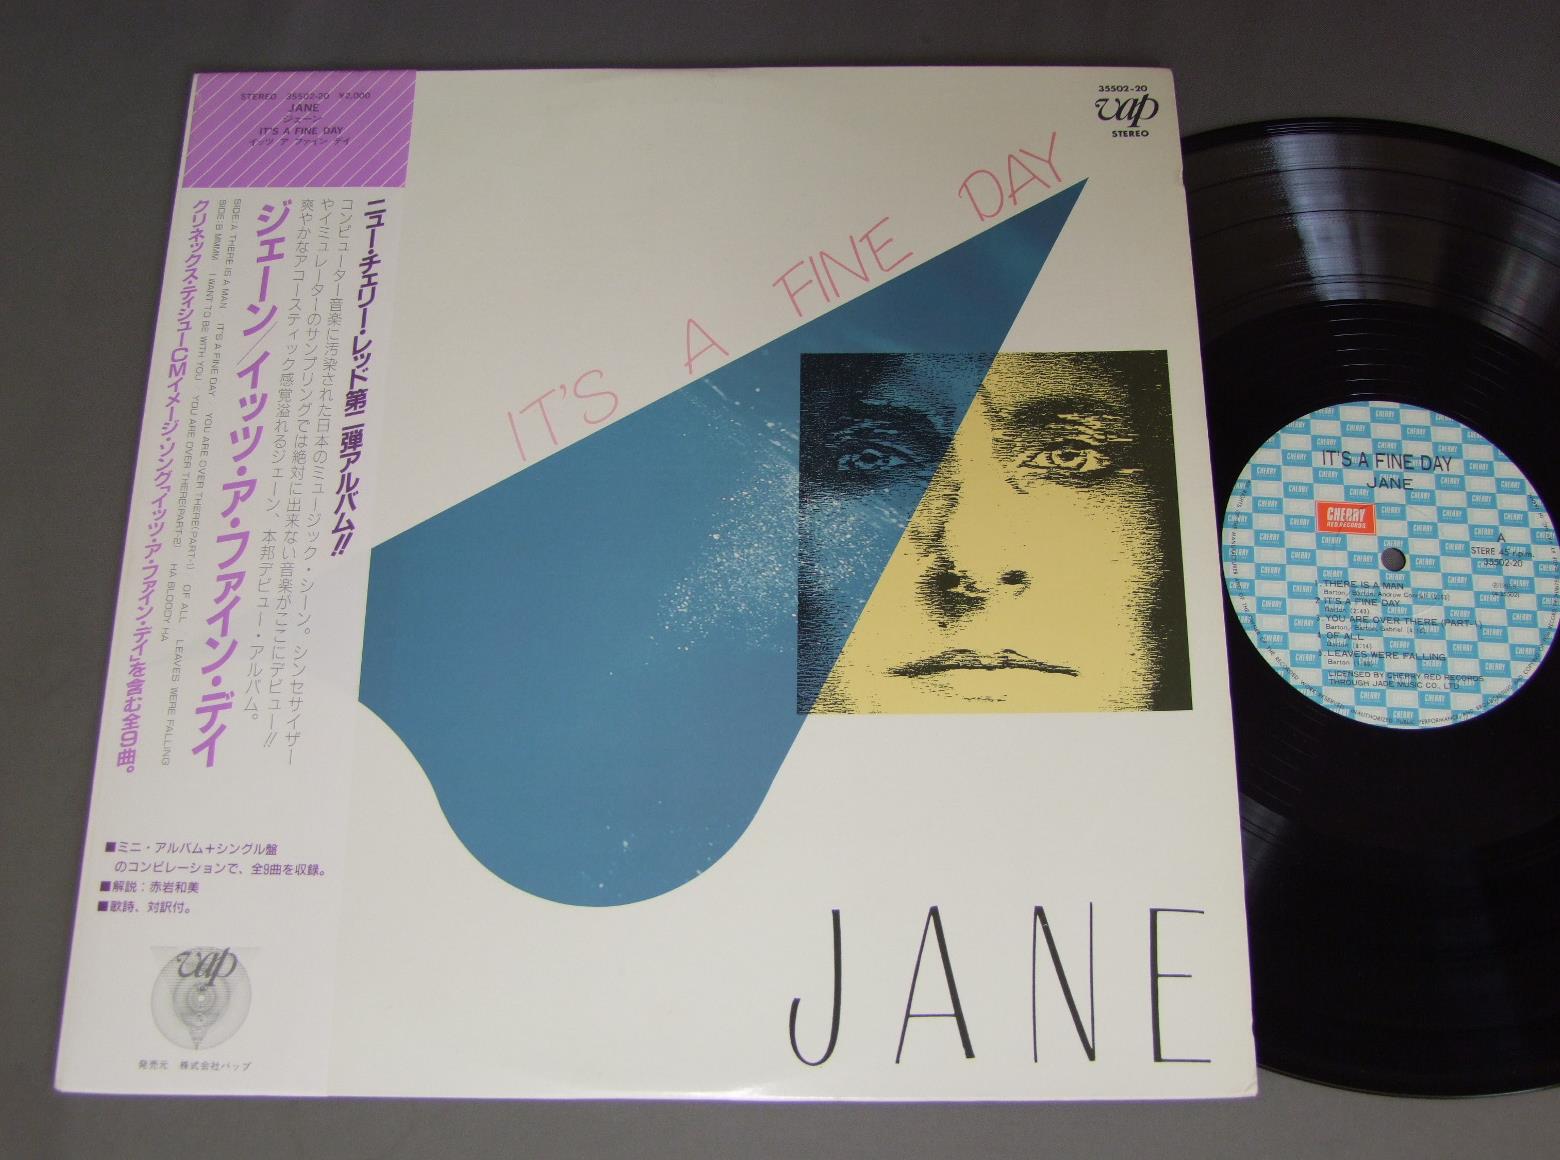 STEREO 35502-20 ¥2,000
JANE
ジェーン
IT'S A FINE DAY
イッツ ア ファイン デイ
ニュー・チェリー・レッド第二弾アルバム!!
コンピューター音楽に汚染された日本のミュージック・シーン。シンセサイザー
やイミュレーターのサンプリングでは絶対に出来ない音楽がここにデビュー!!
爽やかなアコースティック感覚溢れるジェーン、本邦デビュー・アルバム。
ジェーン/イッツ・ア・ファイン・デイ
SIDE:A THERE IS A MAN IT'S A FINE DAY YOU ARE OVER THERE(PART-1) OF ALL LEAVES WERE FALLING
SIDE:B MMMM I WANT TO BE WITH YOU YOU ARE OVER THERE(PART-2) HA BLOODY HA
クリネックス・ティシューCMイメージ・ソング「イッツ・ア・ファイン・デイ」を含む全9曲。
■ミニ・アルバム+シングル盤
のコンピレーションで、全9曲を収録。
■解説:赤岩和美
■歌詩、対訳付。
vap
発売元 株式会社バップ
35502-20
vap
STEREO
IT'S A FINE DAY
JANE
IT'S A FINE DAY
JANE
CHERRY
RED RECORDS
A
STERE 45 r.p.m.
35502-20
1. THERE IS A MAN
2. IT'S A FINE DAY
3. YOU ARE OVER THERE (PART-1)
4. OF ALL
5. LEAVES WERE FALLING
LICENSED BY CHERRY RED RECORDS
THROUGH JADE MUSIC CO., LTD